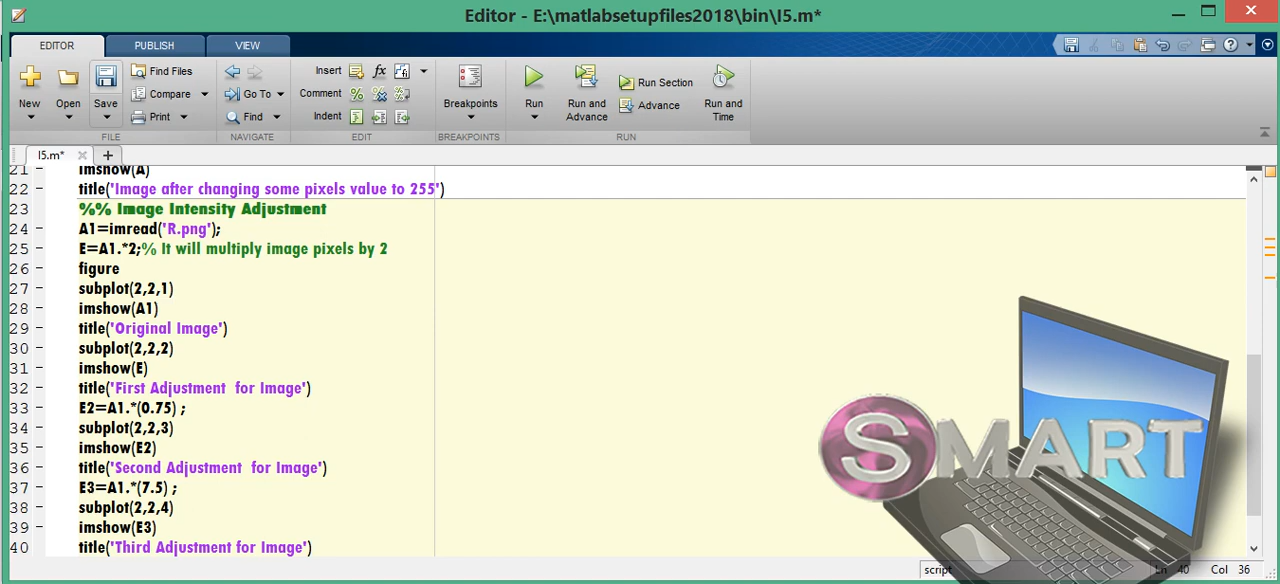 Editor - E:\matlabsetupfiles2018\bin\I5.m*
EDITOR PUBLISH VIEW
New Open Save Find Files Compare Print FILE
Go To Find NAVIGATE
Insert fx Comment Indent EDIT
Breakpoints BREAKPOINTS
Run Run and Advance Run Section Advance Run and Time RUN
I5.m*
21 imshow(A)
22 title('Image after changing some pixels value to 255')
23 %% Image Intensity Adjustment
24 A1=imread('R.png');
25 E=A1.*2;% It will multiply image pixels by 2
26 figure
27 subplot(2,2,1)
28 imshow(A1)
29 title('Original Image')
30 subplot(2,2,2)
31 imshow(E)
32 title('First Adjustment  for Image')
33 E2=A1.*(0.75) ;
34 subplot(2,2,3)
35 imshow(E2)
36 title('Second Adjustment  for Image')
37 E3=A1.*(7.5) ;
38 subplot(2,2,4)
39 imshow(E3)
40 title('Third Adjustment for Image')
SMART
script Ln 40 Col 36